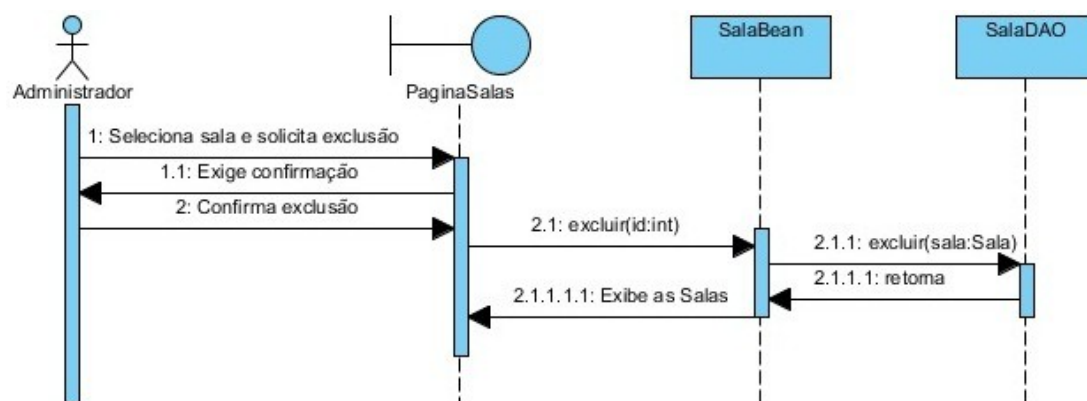 SalaBean
SalaDAO
Administrador
PaginaSalas
1: Seleciona sala e solicita exclusão
1.1: Exige confirmação
2: Confirma exclusão
2.1: excluir(id:int)
2.1.1: excluir(sala:Sala)
2.1.1.1: retorna
2.1.1.1.1: Exibe as Salas